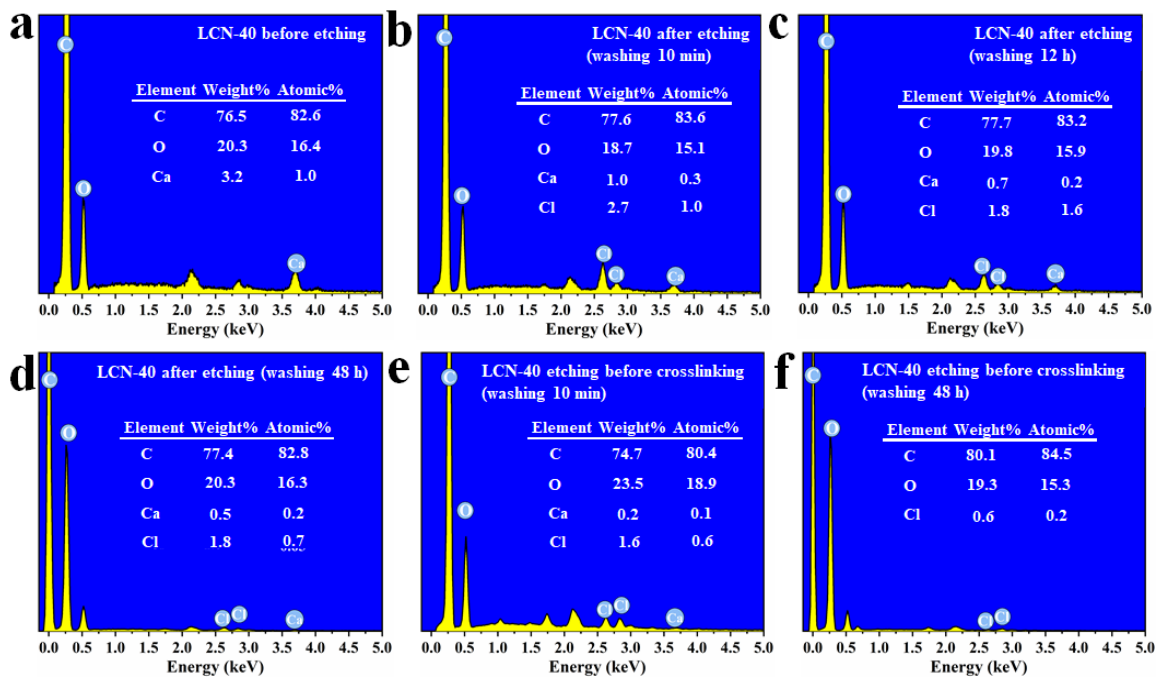 a
LCN-40 before etching
C
Element Weight% Atomic%
C 76.5 82.6
O 20.3 16.4
Ca 3.2 1.0
O
Ca
0.0 0.5 1.0 1.5 2.0 2.5 3.0 3.5 4.0 4.5 5.0
Energy (keV)
b
LCN-40 after etching
(washing 10 min)
C
Element Weight% Atomic%
C 77.6 83.6
O 18.7 15.1
Ca 1.0 0.3
Cl 2.7 1.0
O
Cl
Cl
Ca
0.0 0.5 1.0 1.5 2.0 2.5 3.0 3.5 4.0 4.5 5.0
Energy (keV)
c
LCN-40 after etching
(washing 12 h)
C
Element Weight% Atomic%
C 77.7 83.2
O 19.8 15.9
Ca 0.7 0.2
Cl 1.8 1.6
O
Cl
Cl
Ca
0.0 0.5 1.0 1.5 2.0 2.5 3.0 3.5 4.0 4.5 5.0
Energy (keV)
d
LCN-40 after etching (washing 48 h)
C
O
Element Weight% Atomic%
C 77.4 82.8
O 20.3 16.3
Ca 0.5 0.2
Cl 1.8 0.7
Cl
Cl
Ca
0.0 0.5 1.0 1.5 2.0 2.5 3.0 3.5 4.0 4.5 5.0
Energy (keV)
e
LCN-40 etching before crosslinking
(washing 10 min)
C
Element Weight% Atomic%
C 74.7 80.4
O 23.5 18.9
Ca 0.2 0.1
Cl 1.6 0.6
O
Cl
Cl
Ca
0.0 0.5 1.0 1.5 2.0 2.5 3.0 3.5 4.0 4.5 5.0
Energy (keV)
f
LCN-40 etching before crosslinking
(washing 48 h)
C
O
Element Weight% Atomic%
C 80.1 84.5
O 19.3 15.3
Cl 0.6 0.2
Cl
Cl
0.0 0.5 1.0 1.5 2.0 2.5 3.0 3.5 4.0 4.5 5.0
Energy (keV)